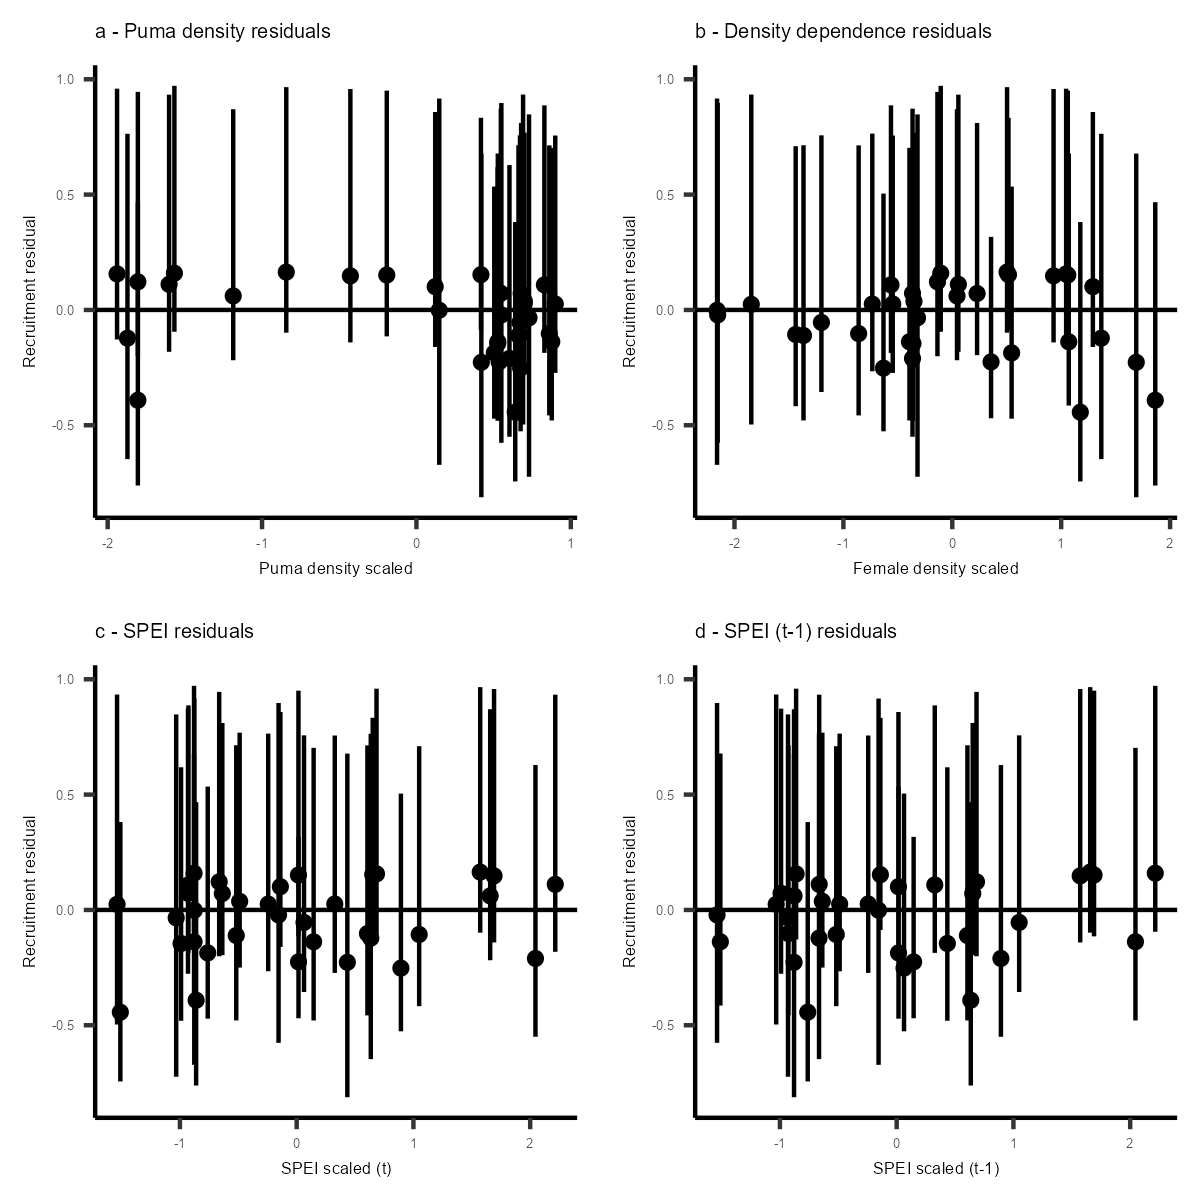 a - Puma density residuals
1.0
0.5
0.0
-0.5
Recruitment residual
-2
-1
0
1
Puma density scaled
b - Density dependence residuals
1.0
0.5
0.0
-0.5
Recruitment residual
-2
-1
0
1
2
Female density scaled
c - SPEI residuals
1.0
0.5
0.0
-0.5
Recruitment residual
-1
0
1
2
SPEI scaled (t)
d - SPEI (t-1) residuals
1.0
0.5
0.0
-0.5
Recruitment residual
-1
0
1
2
SPEI scaled (t-1)